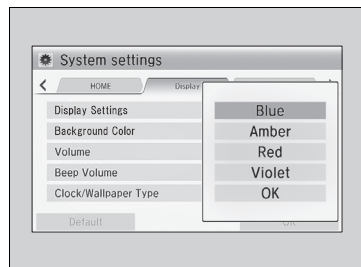 System settings
HOME
Display
Display Settings
Background Color
Volume
Beep Volume
Clock/Wallpaper Type
Blue
Amber
Red
Violet
OK
Default
OK